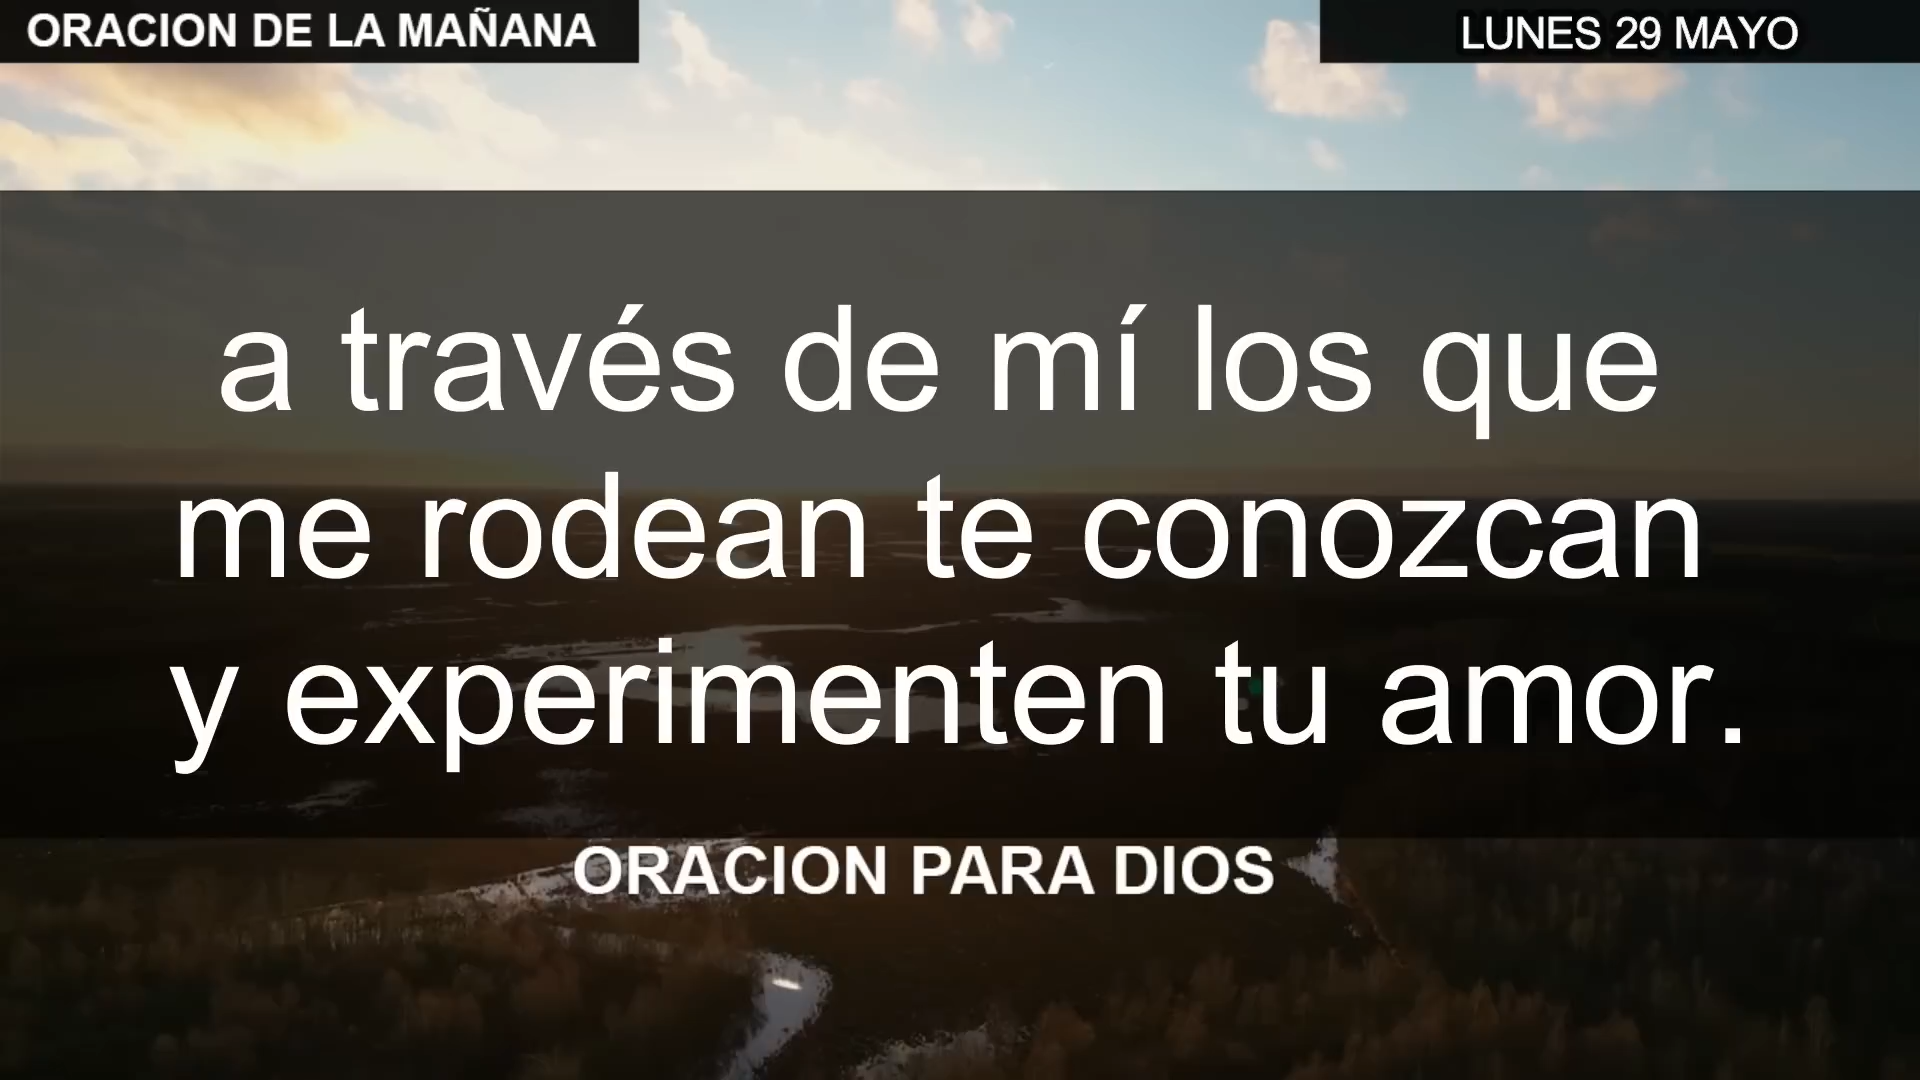 ORACION DE LA MAÑANA
LUNES 29 MAYO
a través de mí los que
me rodean te conozcan
y experimenten tu amor.
ORACION PARA DIOS